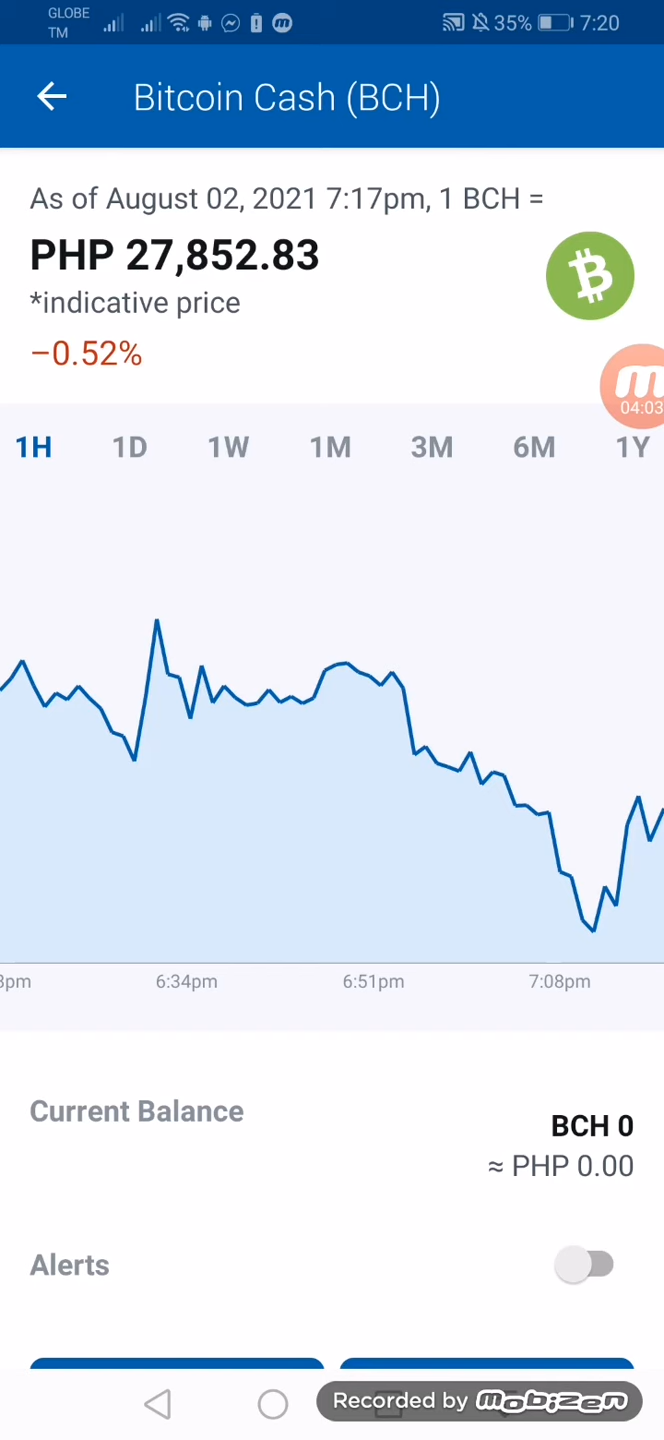 GLOBE
TM
35% 7:20
Bitcoin Cash (BCH)
As of August 02, 2021 7:17pm, 1 BCH =
PHP 27,852.83
*indicative price
−0.52%
04:03
1H 1D 1W 1M 3M 6M 1Y
3pm 6:34pm 6:51pm 7:08pm
Current Balance
BCH 0
≈ PHP 0.00
Alerts
Recorded by mobizen